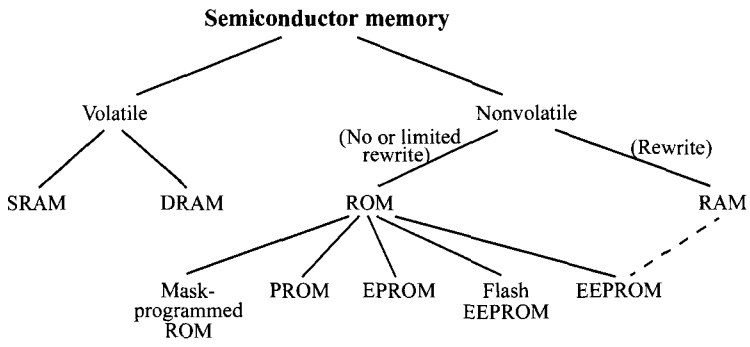 Semiconductor memory
Volatile
Nonvolatile
(No or limited
rewrite)
(Rewrite)
SRAM
DRAM
ROM
RAM
Mask-
programmed
ROM
PROM
EPROM
Flash
EEPROM
EEPROM